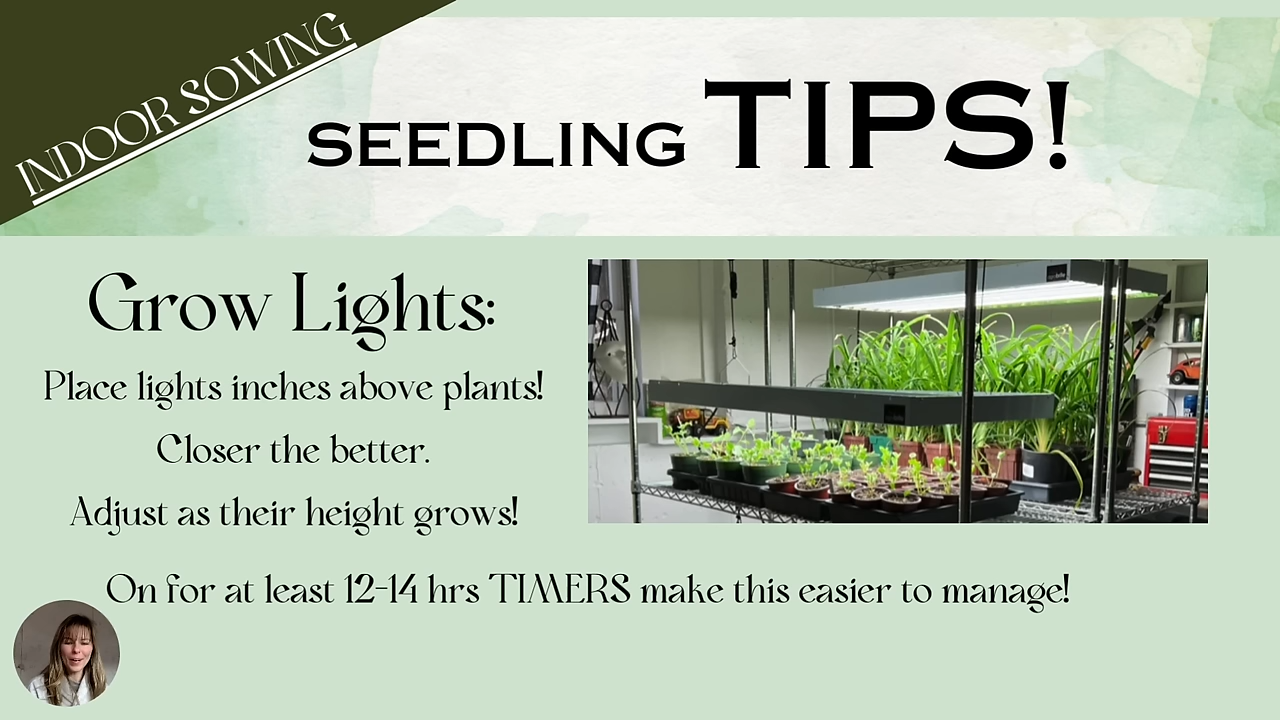 INDOOR SOWING
SEEDLING TIPS!
Grow Lights:
Place lights inches above plants!
Closer the better.
Adjust as their height grows!
On for at least 12-14 hrs TIMERS make this easier to manage!